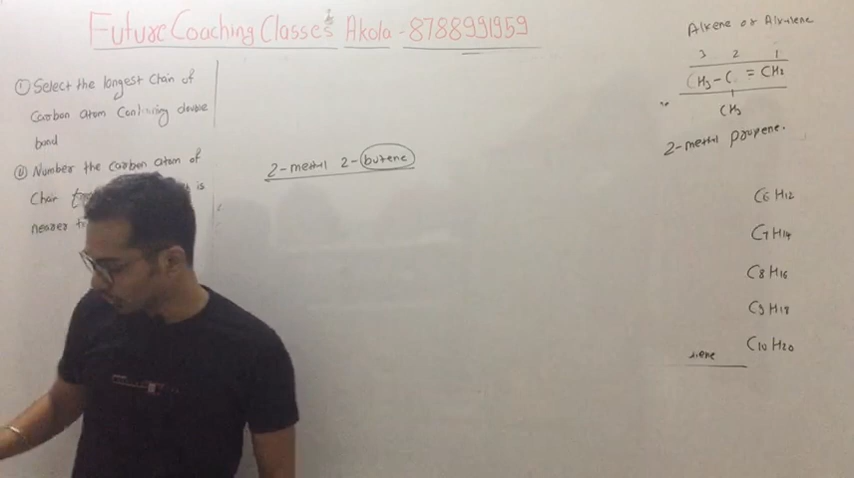 Future Coaching Classes Akola - 8788991959
① Select the longest chain of
Carbon atom Containing double
bond
② Number the carbon atom of
Chair
is
nearer
2-methyl 2-butene
Alkene or Alkylene
3 2 1
CH3-C=CH2
CH3
2-methyl propene.
C6H12
C7H14
C8H16
C9H18
C10H20